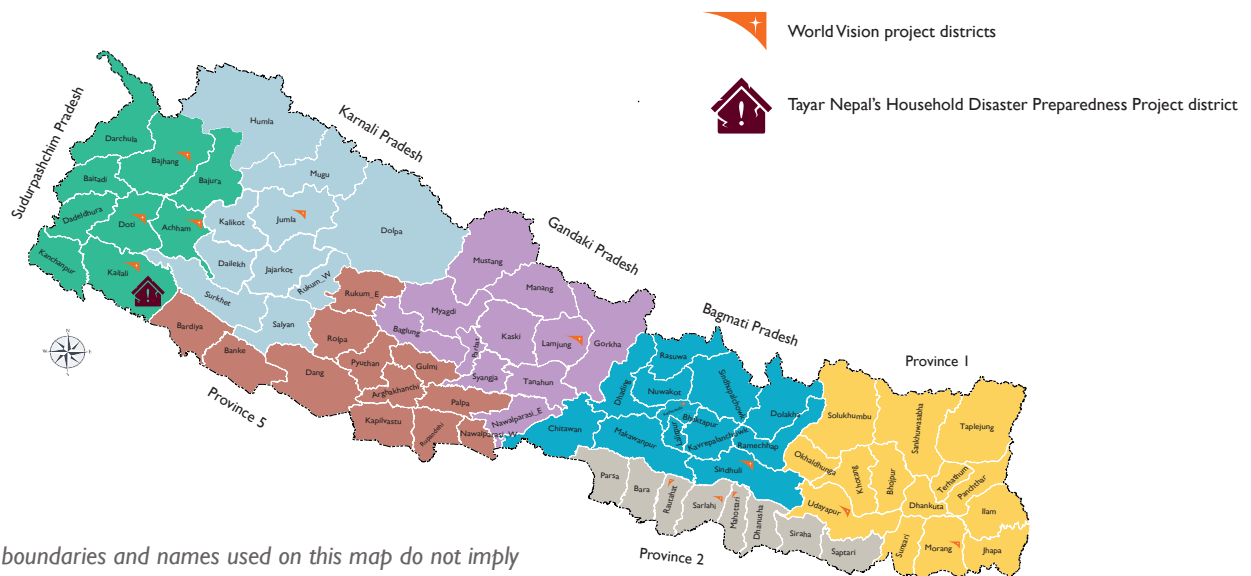 World Vision project districts
Tayar Nepal's Household Disaster Preparedness Project district
Sudurpashchim Pradesh
Karnali Pradesh
Gandaki Pradesh
Bagmati Pradesh
Province 1
Province 5
Province 2
Darchula
Bajhang
Baitadi
Bajura
Dadeldhura
Doti
Achham
Kanchanpur
Kailali
Humla
Mugu
Kalikot
Jumla
Dolpa
Dailekh
Jajarkot
Rukum_W
Surkhet
Salyan
Rukum_E
Bardiya
Banke
Rolpa
Dang
Pyuthan
Gulmi
Arghakhanchi
Palpa
Kapilvastu
Rupandehi
Nawalparasi_W
Mustang
Manang
Myagdi
Baglung
Parbat
Kaski
Lamjung
Gorkha
Syangja
Tanahun
Nawalparasi_E
Rasuwa
Dhading
Nuwakot
Sindhupalchowk
Dolakha
Bhaktapur
Lalitpur
Kavrepalanchowk
Ramechhap
Chitawan
Makawanpur
Sindhuli
Parsa
Bara
Rautahat
Sarlahi
Mahottari
Dhanusha
Siraha
Saptari
Solukhumbu
Sankhuwasabha
Taplejung
Okhaldhunga
Khotang
Bhojpur
Terhathum
Panchthar
Dhankuta
Ilam
Udayapur
Sunsari
Morang
Jhapa
N
W
E
S
boundaries and names used on this map do not imply